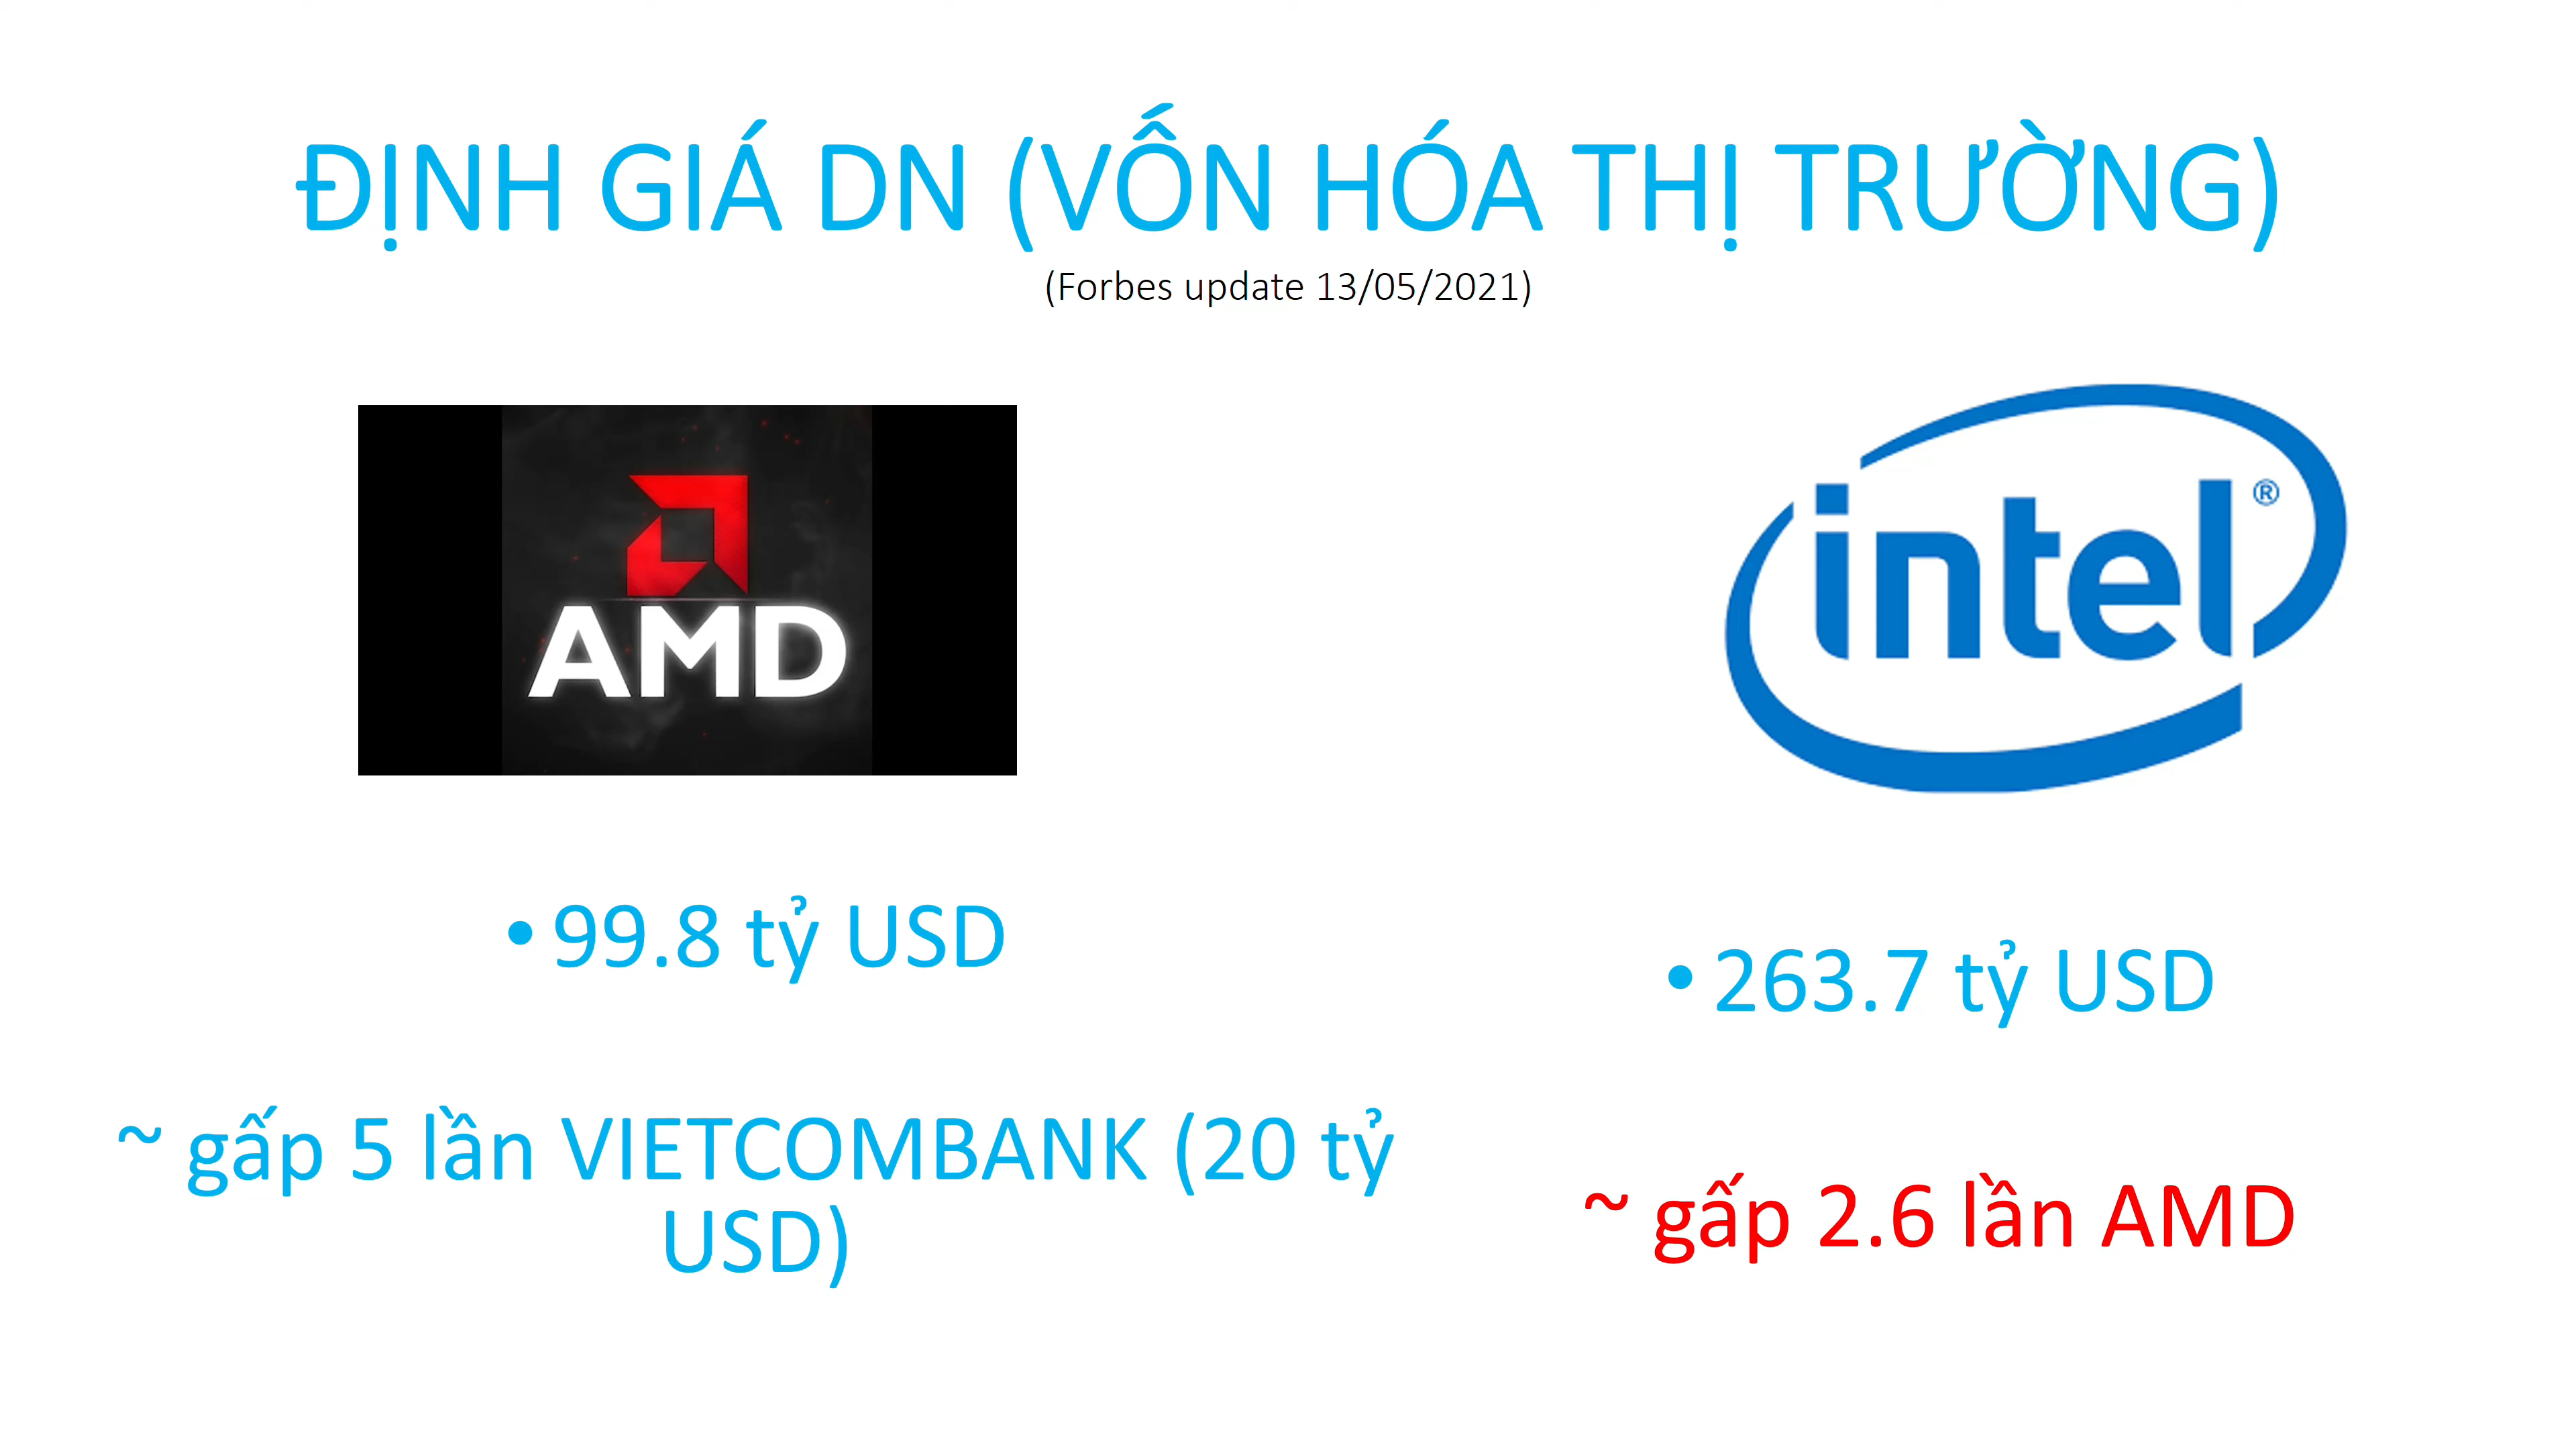 ĐỊNH GIÁ DN (VỐN HÓA THỊ TRƯỜNG)
(Forbes update 13/05/2021)
AMD
intel®
• 99.8 tỷ USD
~ gấp 5 lần VIETCOMBANK (20 tỷ
USD)
• 263.7 tỷ USD
~ gấp 2.6 lần AMD